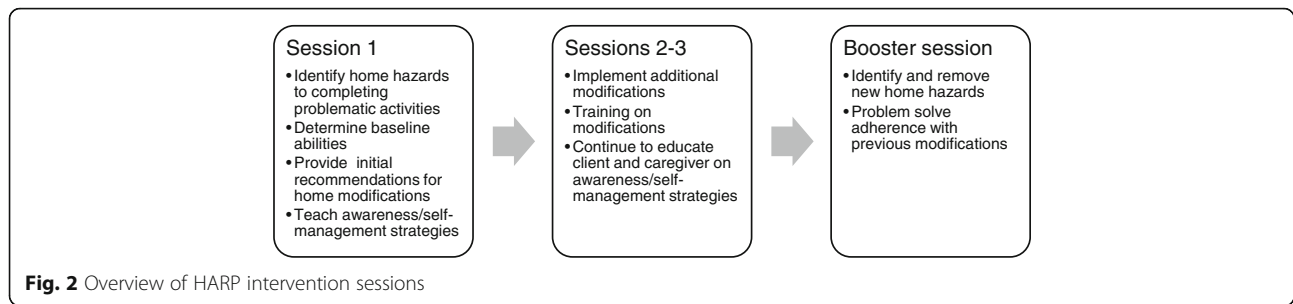 Session 1
•Identify home hazards
to completing
problematic activities
•Determine baseline
abilities
•Provide initial
recommendations for
home modifications
•Teach awareness/self-
management strategies
Sessions 2-3
•Implement additional
modifications
•Training on
modifications
•Continue to educate
client and caregiver on
awareness/self-
management strategies
Booster session
•Identify and remove
new home hazards
•Problem solve
adherence with
previous modifications
Fig. 2 Overview of HARP intervention sessions